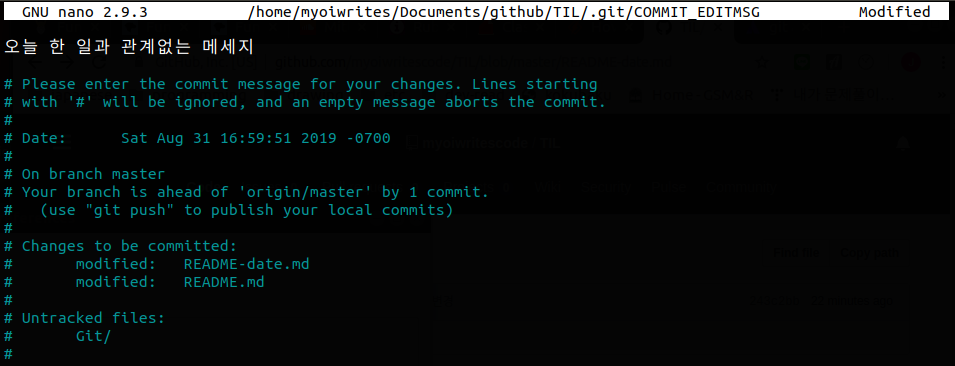 GNU nano 2.9.3 /home/myoiwrites/Documents/github/TIL/.git/COMMIT_EDITMSG Modified
오늘 한 일과 관계없는 메세지
# Please enter the commit message for your changes. Lines starting
# with '#' will be ignored, and an empty message aborts the commit.
#
# Date: Sat Aug 31 16:59:51 2019 -0700
#
# On branch master
# Your branch is ahead of 'origin/master' by 1 commit.
# (use "git push" to publish your local commits)
#
# Changes to be committed:
# modified: README-date.md
# modified: README.md
#
# Untracked files:
# Git/
#